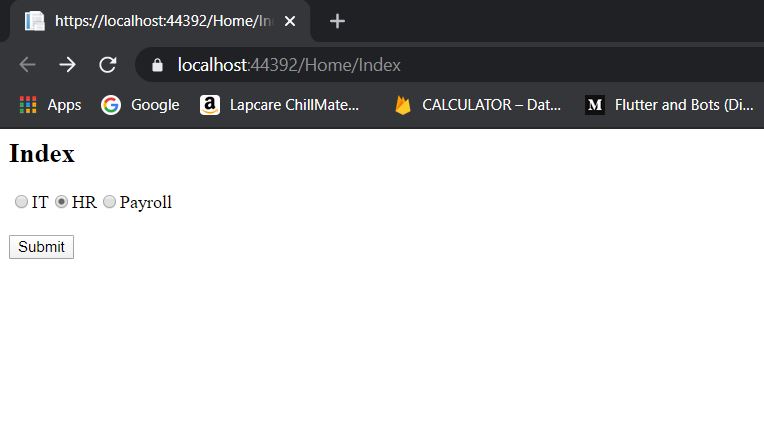 https://localhost:44392/Home/In
localhost:44392/Home/Index
Apps Google Lapcare ChillMate... CALCULATOR – Dat... M Flutter and Bots (Di...
Index
IT HR Payroll
Submit